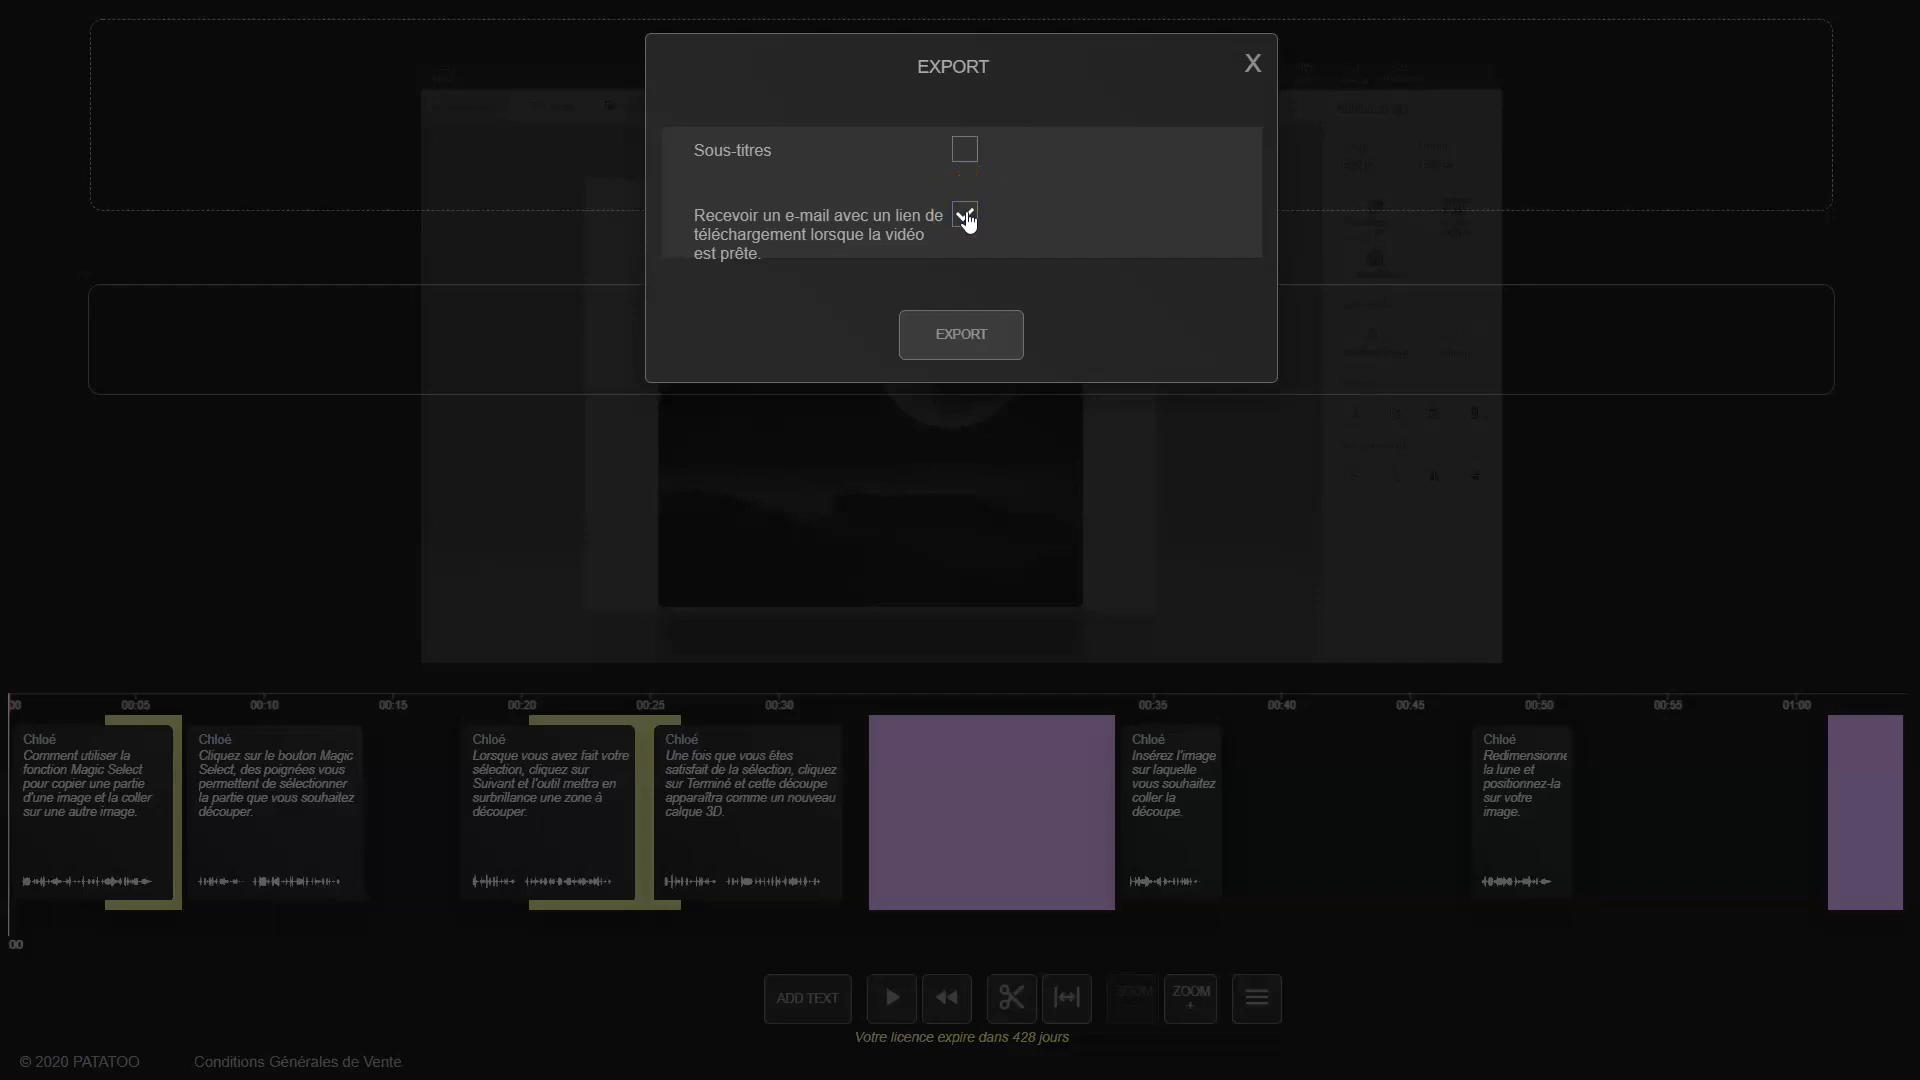 EXPORT
X
Sous-titres
Recevoir un e-mail avec un lien de
téléchargement lorsque la vidéo
est prête.
EXPORT
00 00:05 00:10 00:15 00:20 00:25 00:30 00:35 00:40 00:45 00:50 00:55 01:00
Chloé
Comment utiliser la
fonction Magic Select
pour copier une partie
d'une image et la coller
sur une autre image.
Chloé
Cliquez sur le bouton Magic
Select, des poignées vous
permettent de sélectionner
la partie que vous souhaitez
découper.
Chloé
Lorsque vous avez fait votre
sélection, cliquez sur
Suivant et l'outil mettra en
surbrillance une zone à
découper.
Chloé
Une fois que vous êtes
satisfait de la sélection, cliquez
sur Terminé et cette découpe
apparaîtra comme un nouveau
calque 3D.
Chloé
Insérez l'image
sur laquelle
vous souhaitez
coller la
découpe.
Chloé
Redimensionne
la lune et
positionnez-la
sur votre
image.
00
ADD TEXT
ZOOM
ZOOM
+
Votre licence expire dans 428 jours
© 2020 PATATOO Conditions Générales de Vente